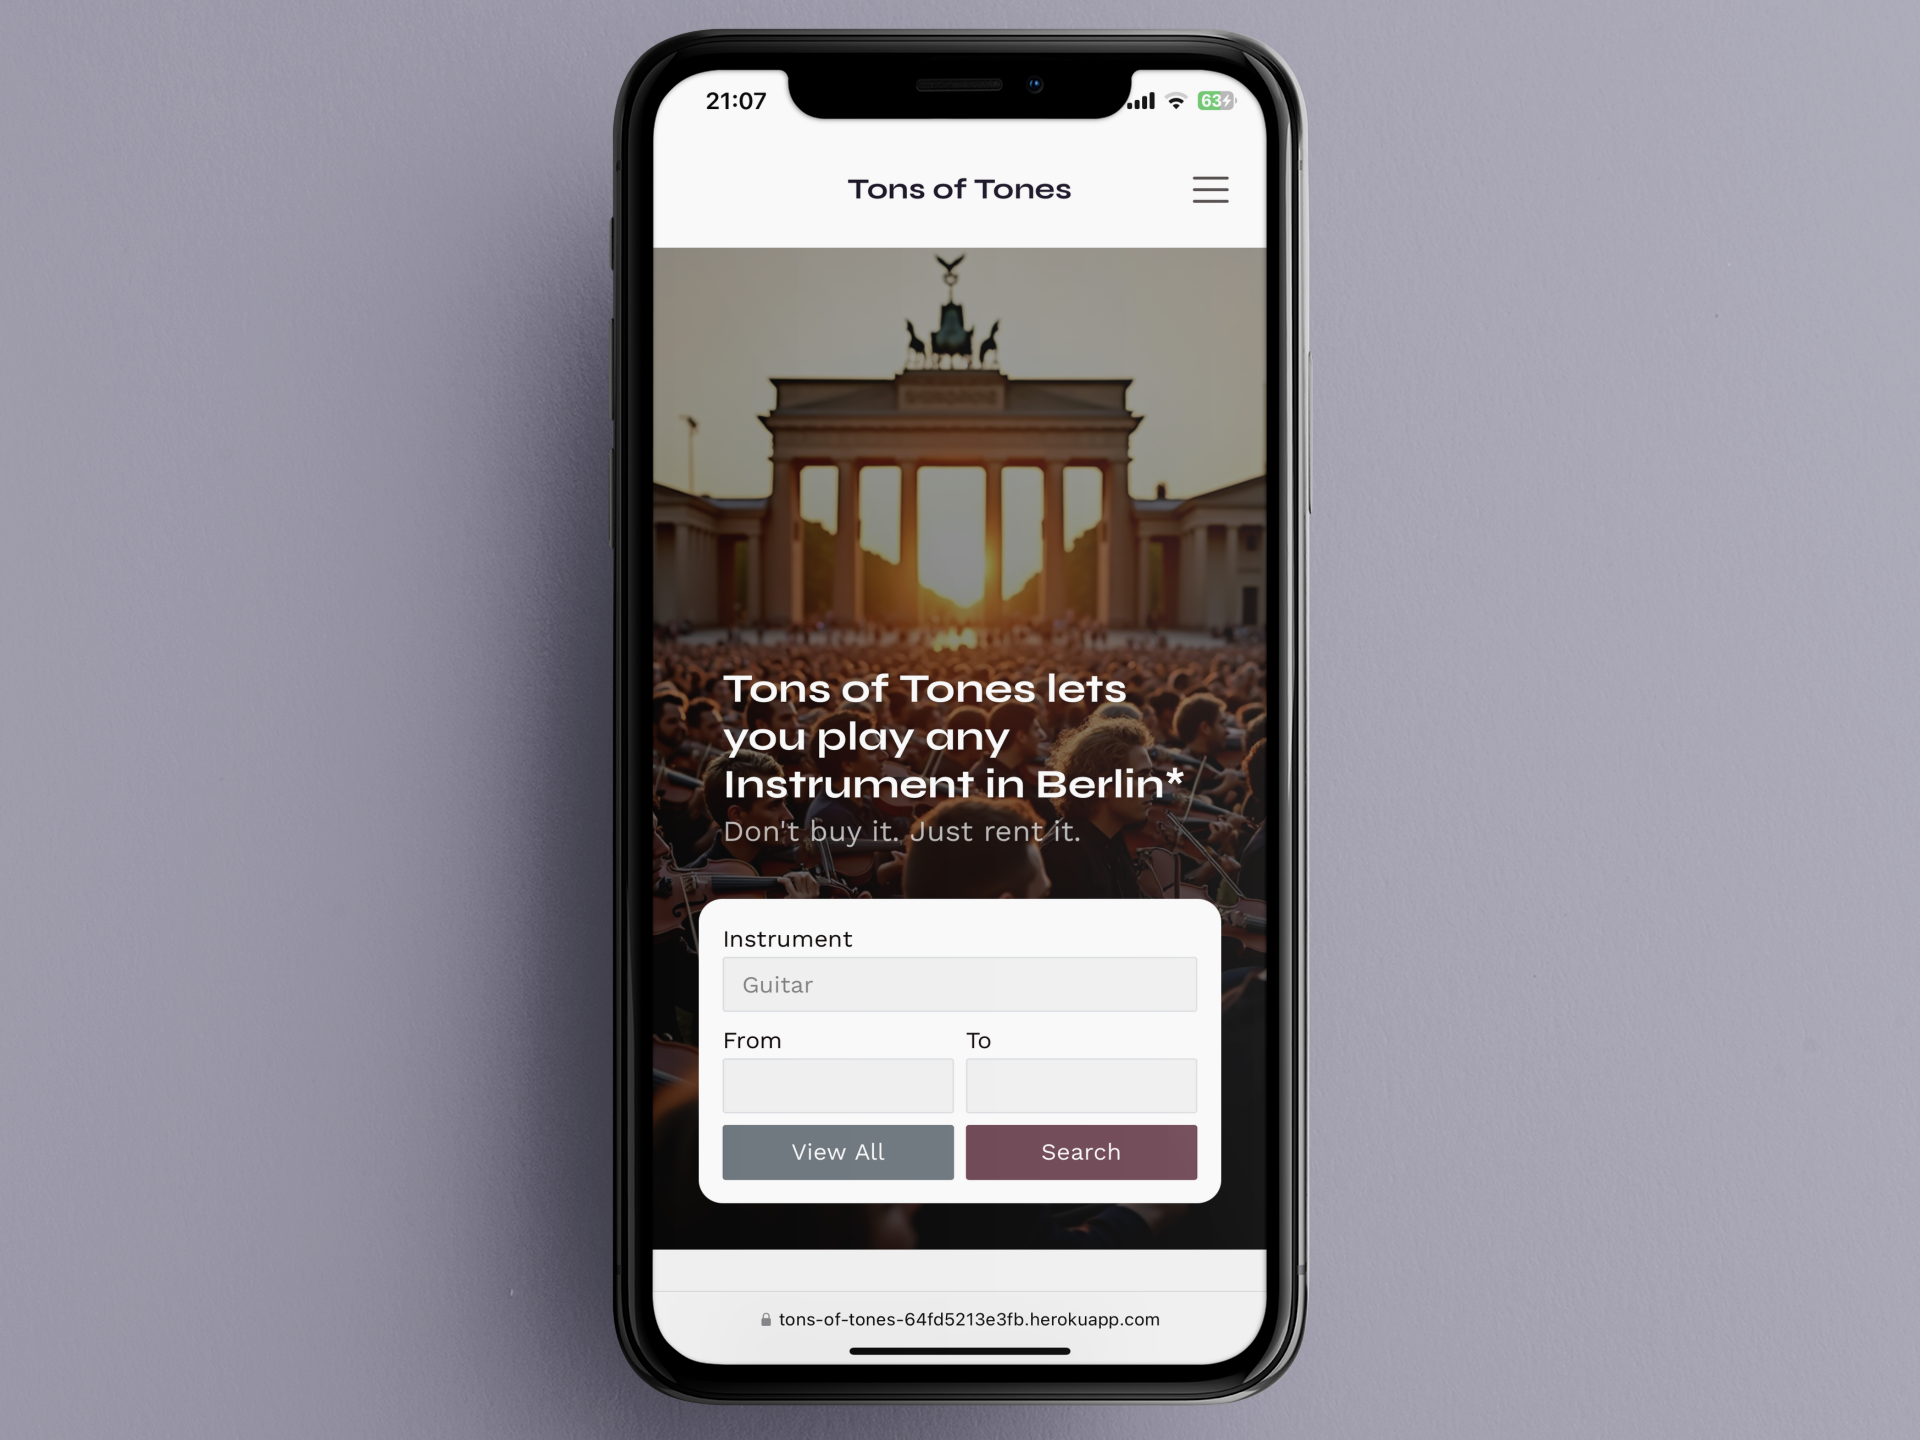 21:07
63
Tons of Tones
Tons of Tones lets
you play any
Instrument in Berlin*
Don't buy it. Just rent it.
Instrument
Guitar
From To
View All Search
tons-of-tones-64fd5213e3fb.herokuapp.com